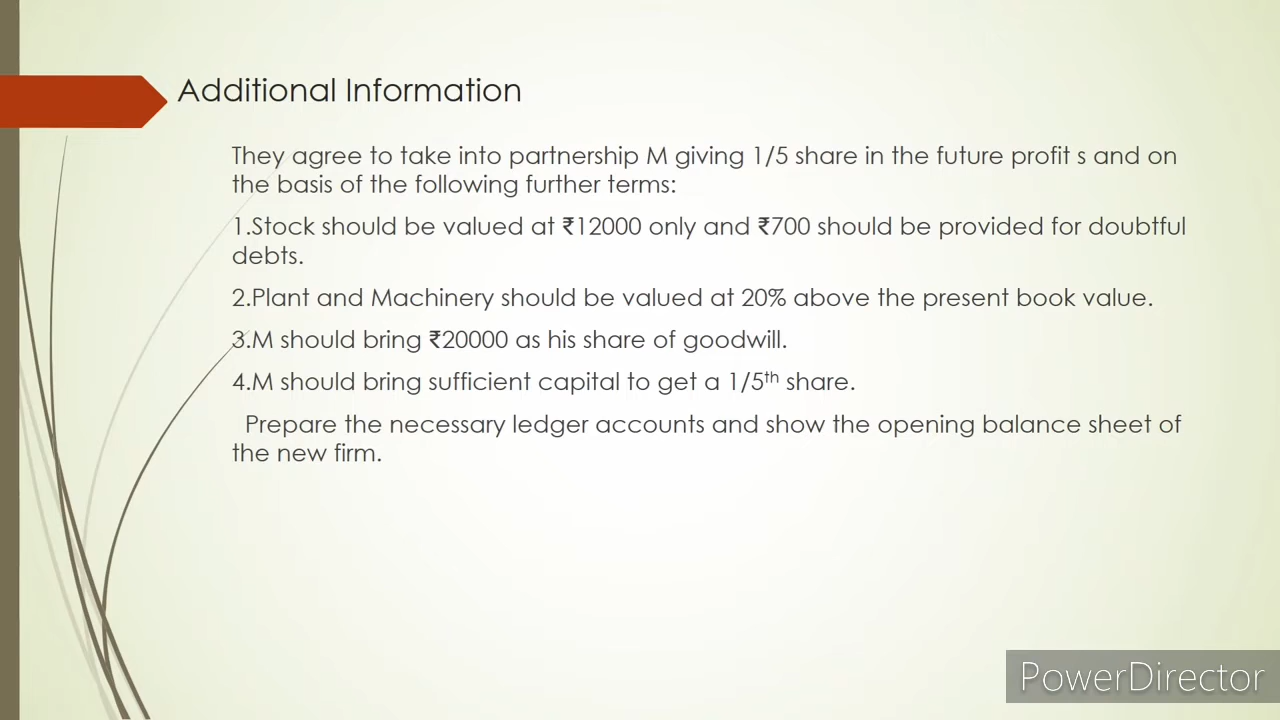 Additional Information
They agree to take into partnership M giving 1/5 share in the future profit s and on
the basis of the following further terms:
1.Stock should be valued at ₹12000 only and ₹700 should be provided for doubtful
debts.
2.Plant and Machinery should be valued at 20% above the present book value.
3.M should bring ₹20000 as his share of goodwill.
4.M should bring sufficient capital to get a 1/5th share.
Prepare the necessary ledger accounts and show the opening balance sheet of
the new firm.
PowerDirector